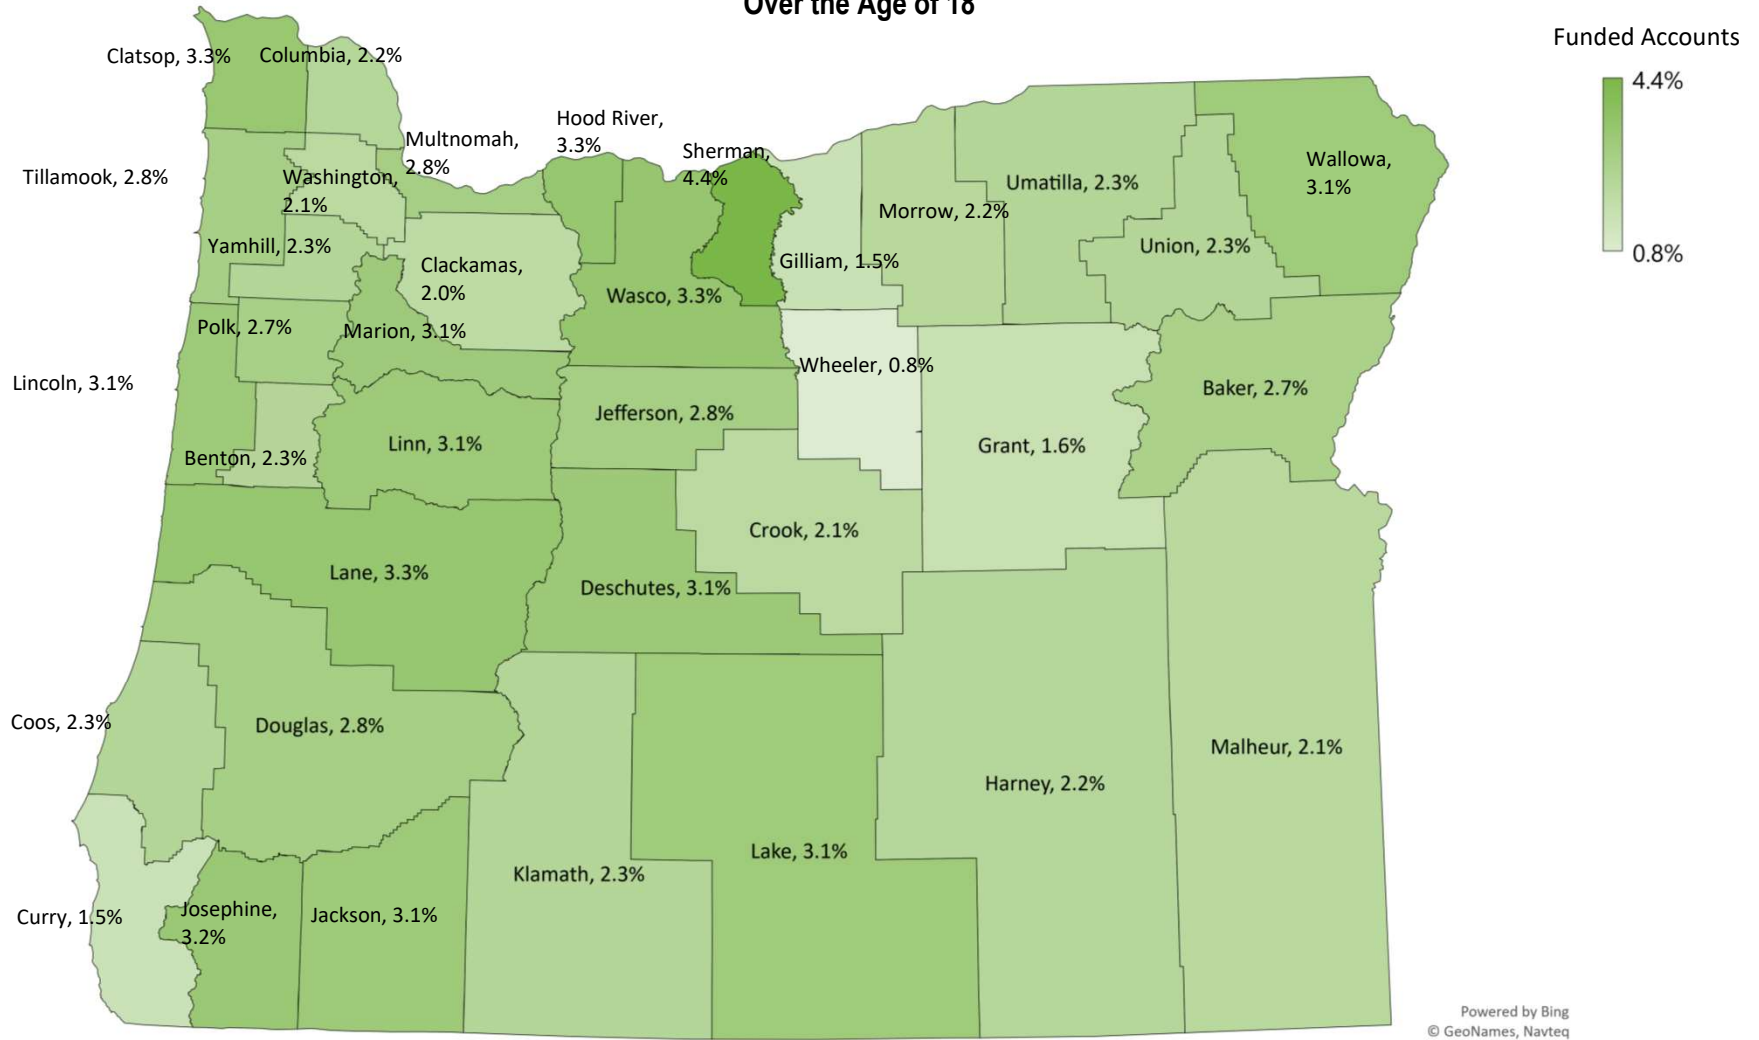 Over the Age of 18
Funded Accounts
4.4%
0.8%
Clatsop, 3.3%
Columbia, 2.2%
Hood River,
3.3%
Multnomah,
2.8%
Sherman,
4.4%
Wallowa,
3.1%
Tillamook, 2.8%
Washington,
2.1%
Umatilla, 2.3%
Morrow, 2.2%
Yamhill, 2.3%
Union, 2.3%
Clackamas,
2.0%
Gilliam, 1.5%
Wasco, 3.3%
Polk, 2.7%
Marion, 3.1%
Wheeler, 0.8%
Lincoln, 3.1%
Baker, 2.7%
Jefferson, 2.8%
Linn, 3.1%
Grant, 1.6%
Benton, 2.3%
Crook, 2.1%
Lane, 3.3%
Deschutes, 3.1%
Coos, 2.3%
Douglas, 2.8%
Malheur, 2.1%
Harney, 2.2%
Lake, 3.1%
Klamath, 2.3%
Curry, 1.5%
Josephine,
3.2%
Jackson, 3.1%
Powered by Bing
© GeoNames, Navteq